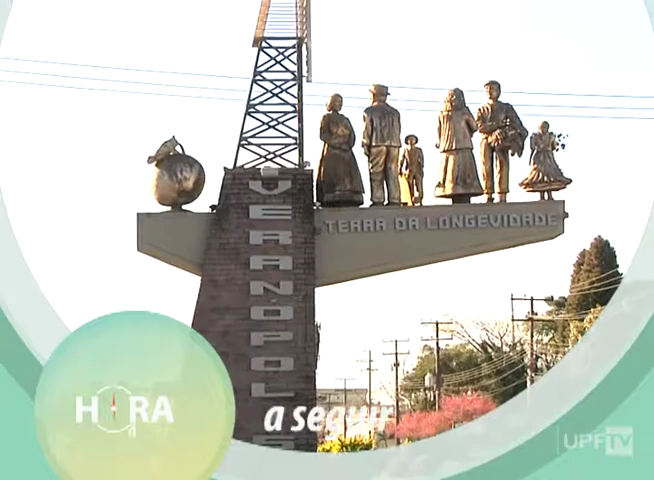 VERANÓPOLIS
TERRA DA LONGEVIDADE
HORA
a seguir
UPFTV